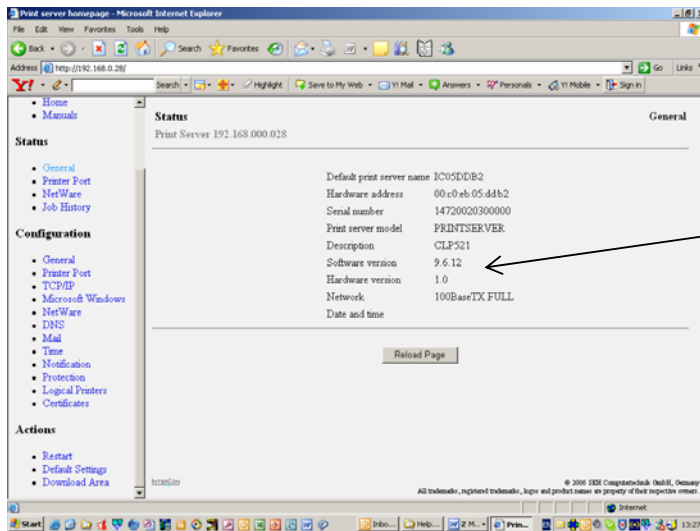 Print server homepage - Microsoft Internet Explorer
File Edit View Favorites Tools Help
Back Search Favorites
Address http://192.168.0.28/ Go Links
Y! Search Highlight Save to My Web Y! Mail Answers Personals Y! Mobile Sign in
Home
Manuals
Status
General
Printer Port
NetWare
Job History
Configuration
General
Printer Port
TCP/IP
Microsoft Windows
NetWare
DNS
Mail
Time
Notification
Protection
Logical Printers
Certificates
Actions
Restart
Default Settings
Download Area
Status General
Print Server 192.168.000.028
Default print server name IC05DDB2
Hardware address 00:c0:eb:05:dd:b2
Serial number 14720020300000
Print server model PRINTSERVER
Description CLP521
Software version 9.6.12
Hardware version 1.0
Network 100BaseTX FULL
Date and time
Reload Page
InterCon
© 2006 SEH Computertechnik GmbH, Germany
All trademarks, registered trademarks, logos and product names are property of their respective owners.
Internet
Start Inbo... Help... 2 M... Prin... 13:27